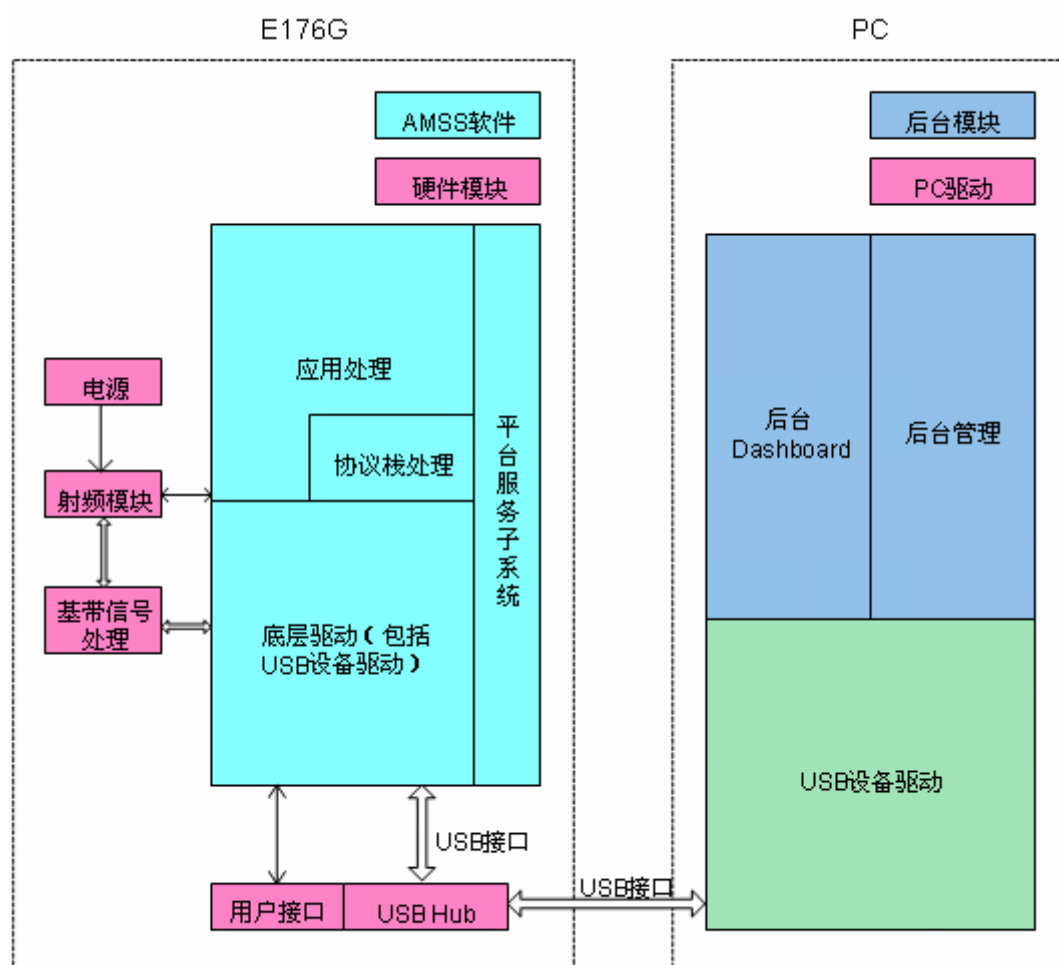 E176G
PC
AMSS软件
后台模块
硬件模块
PC驱动
应用处理
电源
平台服务子系统
后台
Dashboard
后台管理
协议栈处理
射频模块
基带信号
处理
底层驱动（包括
USB设备驱动）
USB设备驱动
USB接口
USB接口
用户接口
USB Hub